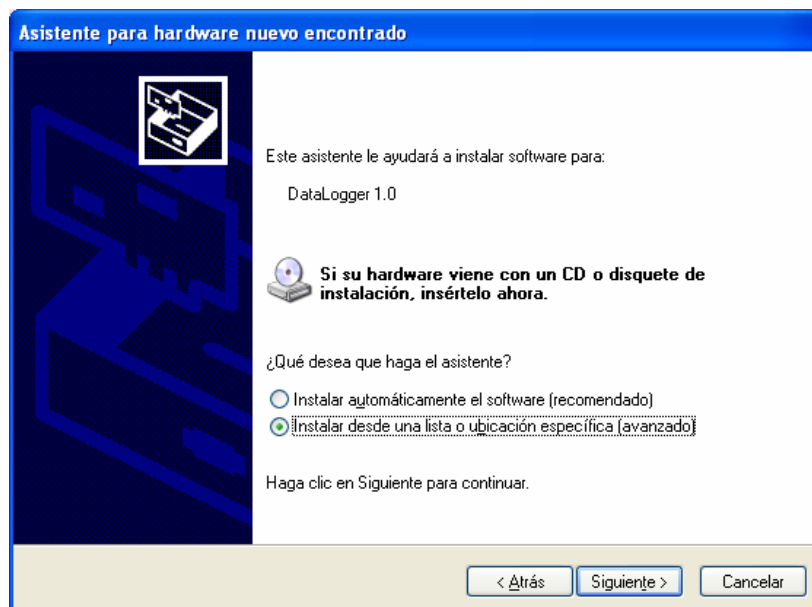 Asistente para hardware nuevo encontrado
Este asistente le ayudará a instalar software para:
DataLogger 1.0
Si su hardware viene con un CD o disquete de
instalación, insértelo ahora.
¿Qué desea que haga el asistente?
Instalar automáticamente el software (recomendado)
Instalar desde una lista o ubicación específica (avanzado)
Haga clic en Siguiente para continuar.
< Atrás
Siguiente >
Cancelar